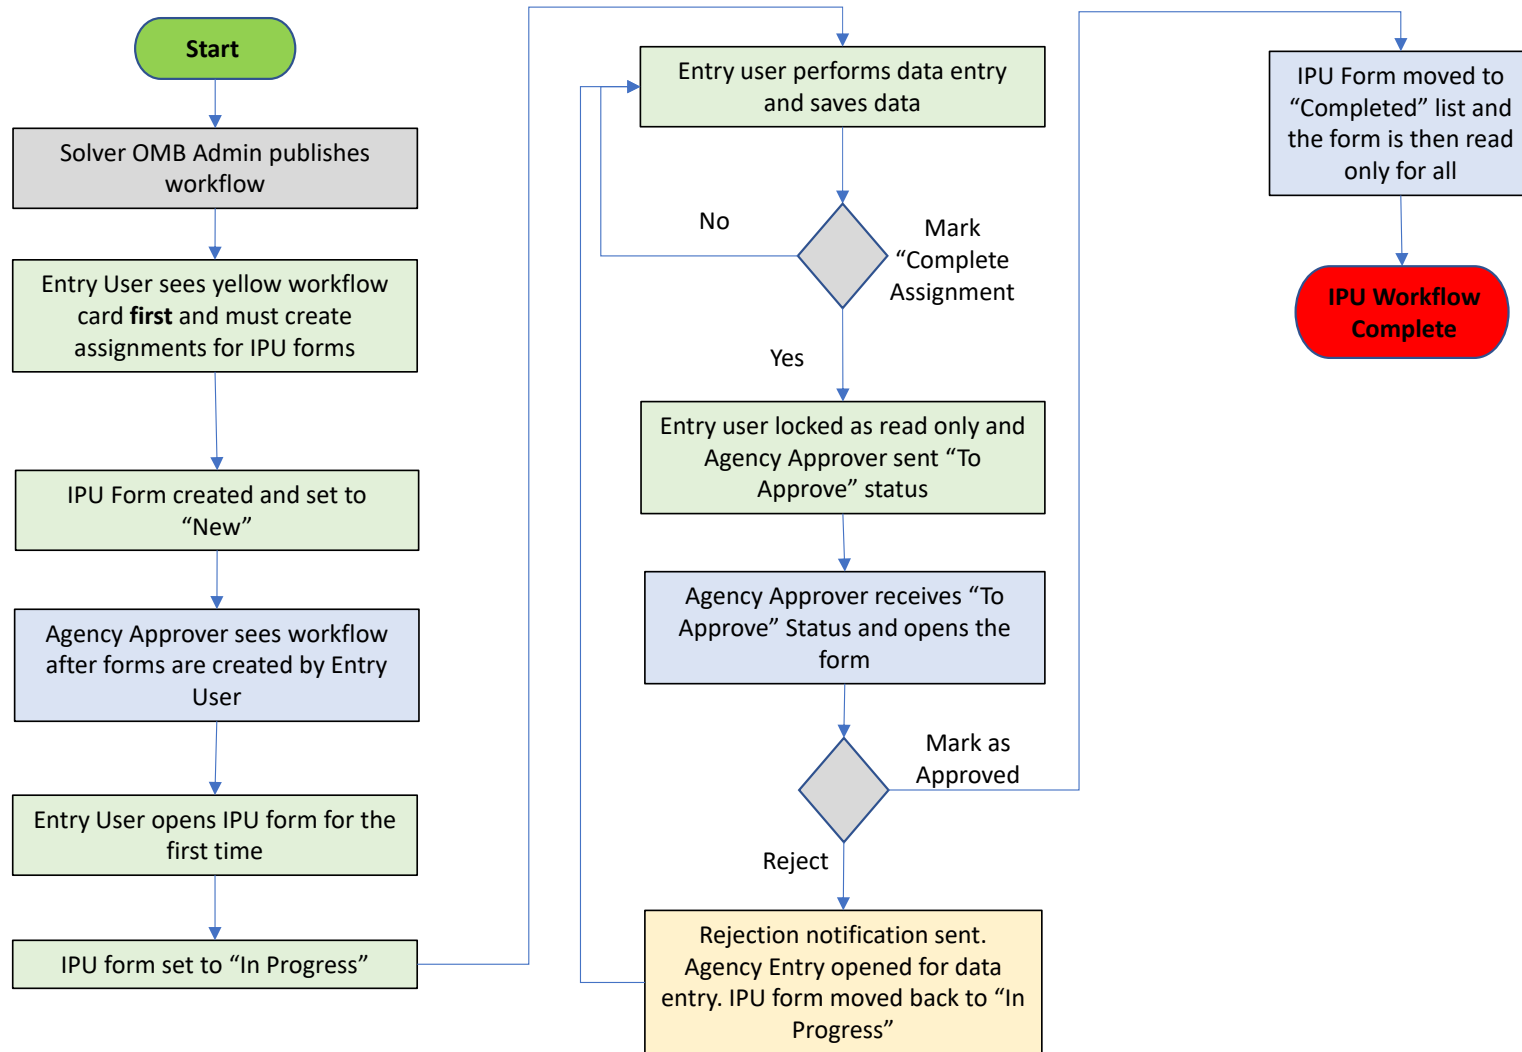 Start
Solver OMB Admin publishes
workflow
Entry User sees yellow workflow
card first and must create
assignments for IPU forms
IPU Form created and set to
“New”
Agency Approver sees workflow
after forms are created by Entry
User
Entry User opens IPU form for the
first time
IPU form set to “In Progress”
Entry user performs data entry
and saves data
No
Mark
“Complete
Assignment
Yes
Entry user locked as read only and
Agency Approver sent “To
Approve” status
Agency Approver receives “To
Approve” Status and opens the
form
Mark as
Approved
Reject
Rejection notification sent.
Agency Entry opened for data
entry. IPU form moved back to “In
Progress”
IPU Form moved to
“Completed” list and
the form is then read
only for all
IPU Workflow
Complete